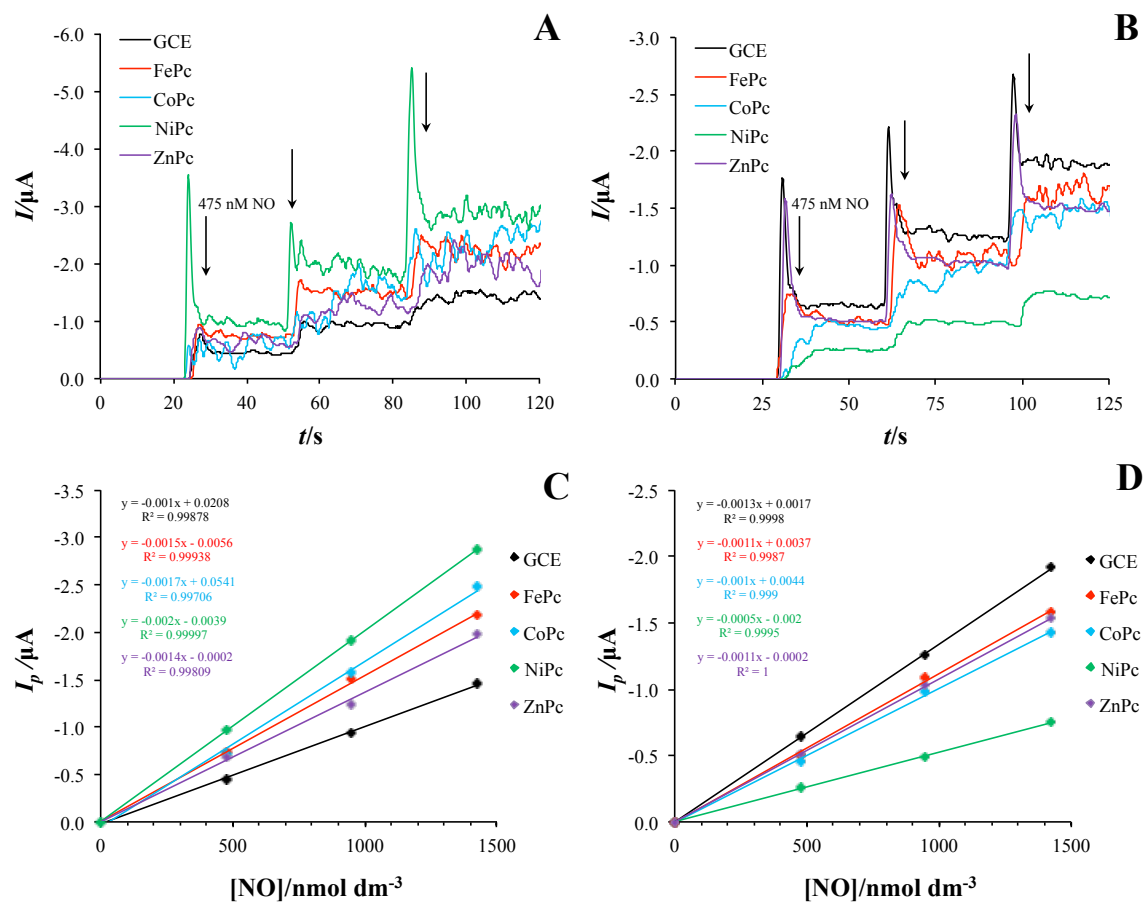 A
-6.0
-5.0
-4.0
-3.0
-2.0
-1.0
0.0
I/µA
GCE
FePc
CoPc
NiPc
ZnPc
475 nM NO
0 20 40 60 80 100 120
t/s
B
-3.0
-2.5
-2.0
-1.5
-1.0
-0.5
0.0
I/µA
GCE
FePc
CoPc
NiPc
ZnPc
475 nM NO
0 25 50 75 100 125
t/s
C
-3.5
-3.0
-2.5
-2.0
-1.5
-1.0
-0.5
0.0
Ip /µA
y = -0.001x + 0.0208
R² = 0.99878
y = -0.0015x - 0.0056
R² = 0.99938
y = -0.0017x + 0.0541
R² = 0.99706
y = -0.002x - 0.0039
R² = 0.99997
y = -0.0014x - 0.0002
R² = 0.99809
GCE
FePc
CoPc
NiPc
ZnPc
0 500 1000 1500
[NO]/nmol dm⁻³
D
-2.5
-2.0
-1.5
-1.0
-0.5
0.0
Ip /µA
y = -0.0013x + 0.0017
R² = 0.9998
y = -0.0011x + 0.0037
R² = 0.9987
y = -0.001x + 0.0044
R² = 0.999
y = -0.0005x - 0.002
R² = 0.9995
y = -0.0011x - 0.0002
R² = 1
GCE
FePc
CoPc
NiPc
ZnPc
0 500 1000 1500
[NO]/nmol dm⁻³